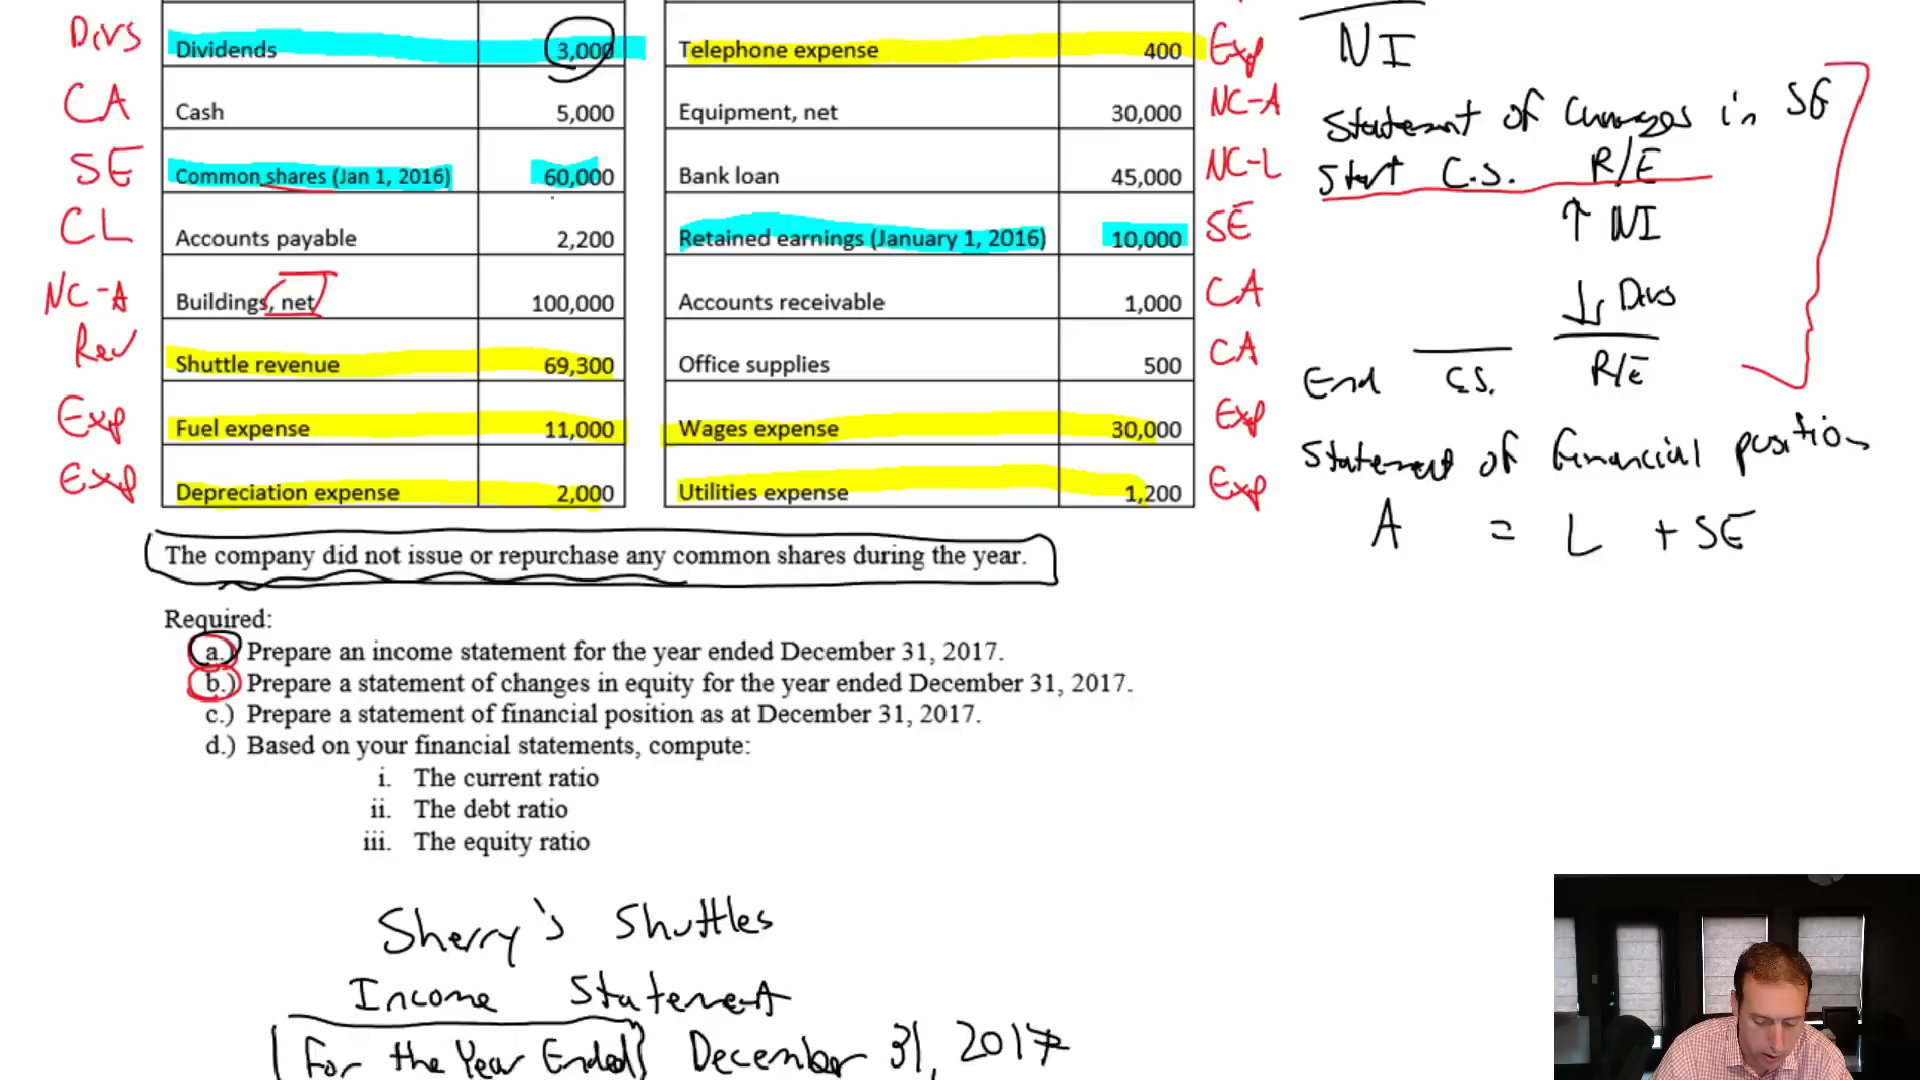 Divs Dividends 3,000 Telephone expense 400 Exp
CA Cash 5,000 Equipment, net 30,000 NC-A
SE Common shares (Jan 1, 2016) 60,000 Bank loan 45,000 NC-L
CL Accounts payable 2,200 Retained earnings (January 1, 2016) 10,000 SE
NC-A Buildings, net 100,000 Accounts receivable 1,000 CA
Rev Shuttle revenue 69,300 Office supplies 500 CA
Exp Fuel expense 11,000 Wages expense 30,000 Exp
Exp Depreciation expense 2,000 Utilities expense 1,200 Exp
NI
Statement of Changes in SE
Start C.S. R/E
↑ NI
↓ Divs
End C.S. R/E
Statement of financial position
A = L + SE
The company did not issue or repurchase any common shares during the year.
Required:
a.) Prepare an income statement for the year ended December 31, 2017.
b.) Prepare a statement of changes in equity for the year ended December 31, 2017.
c.) Prepare a statement of financial position as at December 31, 2017.
d.) Based on your financial statements, compute:
i. The current ratio
ii. The debt ratio
iii. The equity ratio
Sherry's Shuttles
Income Statement
For the Year Ended December 31, 2017